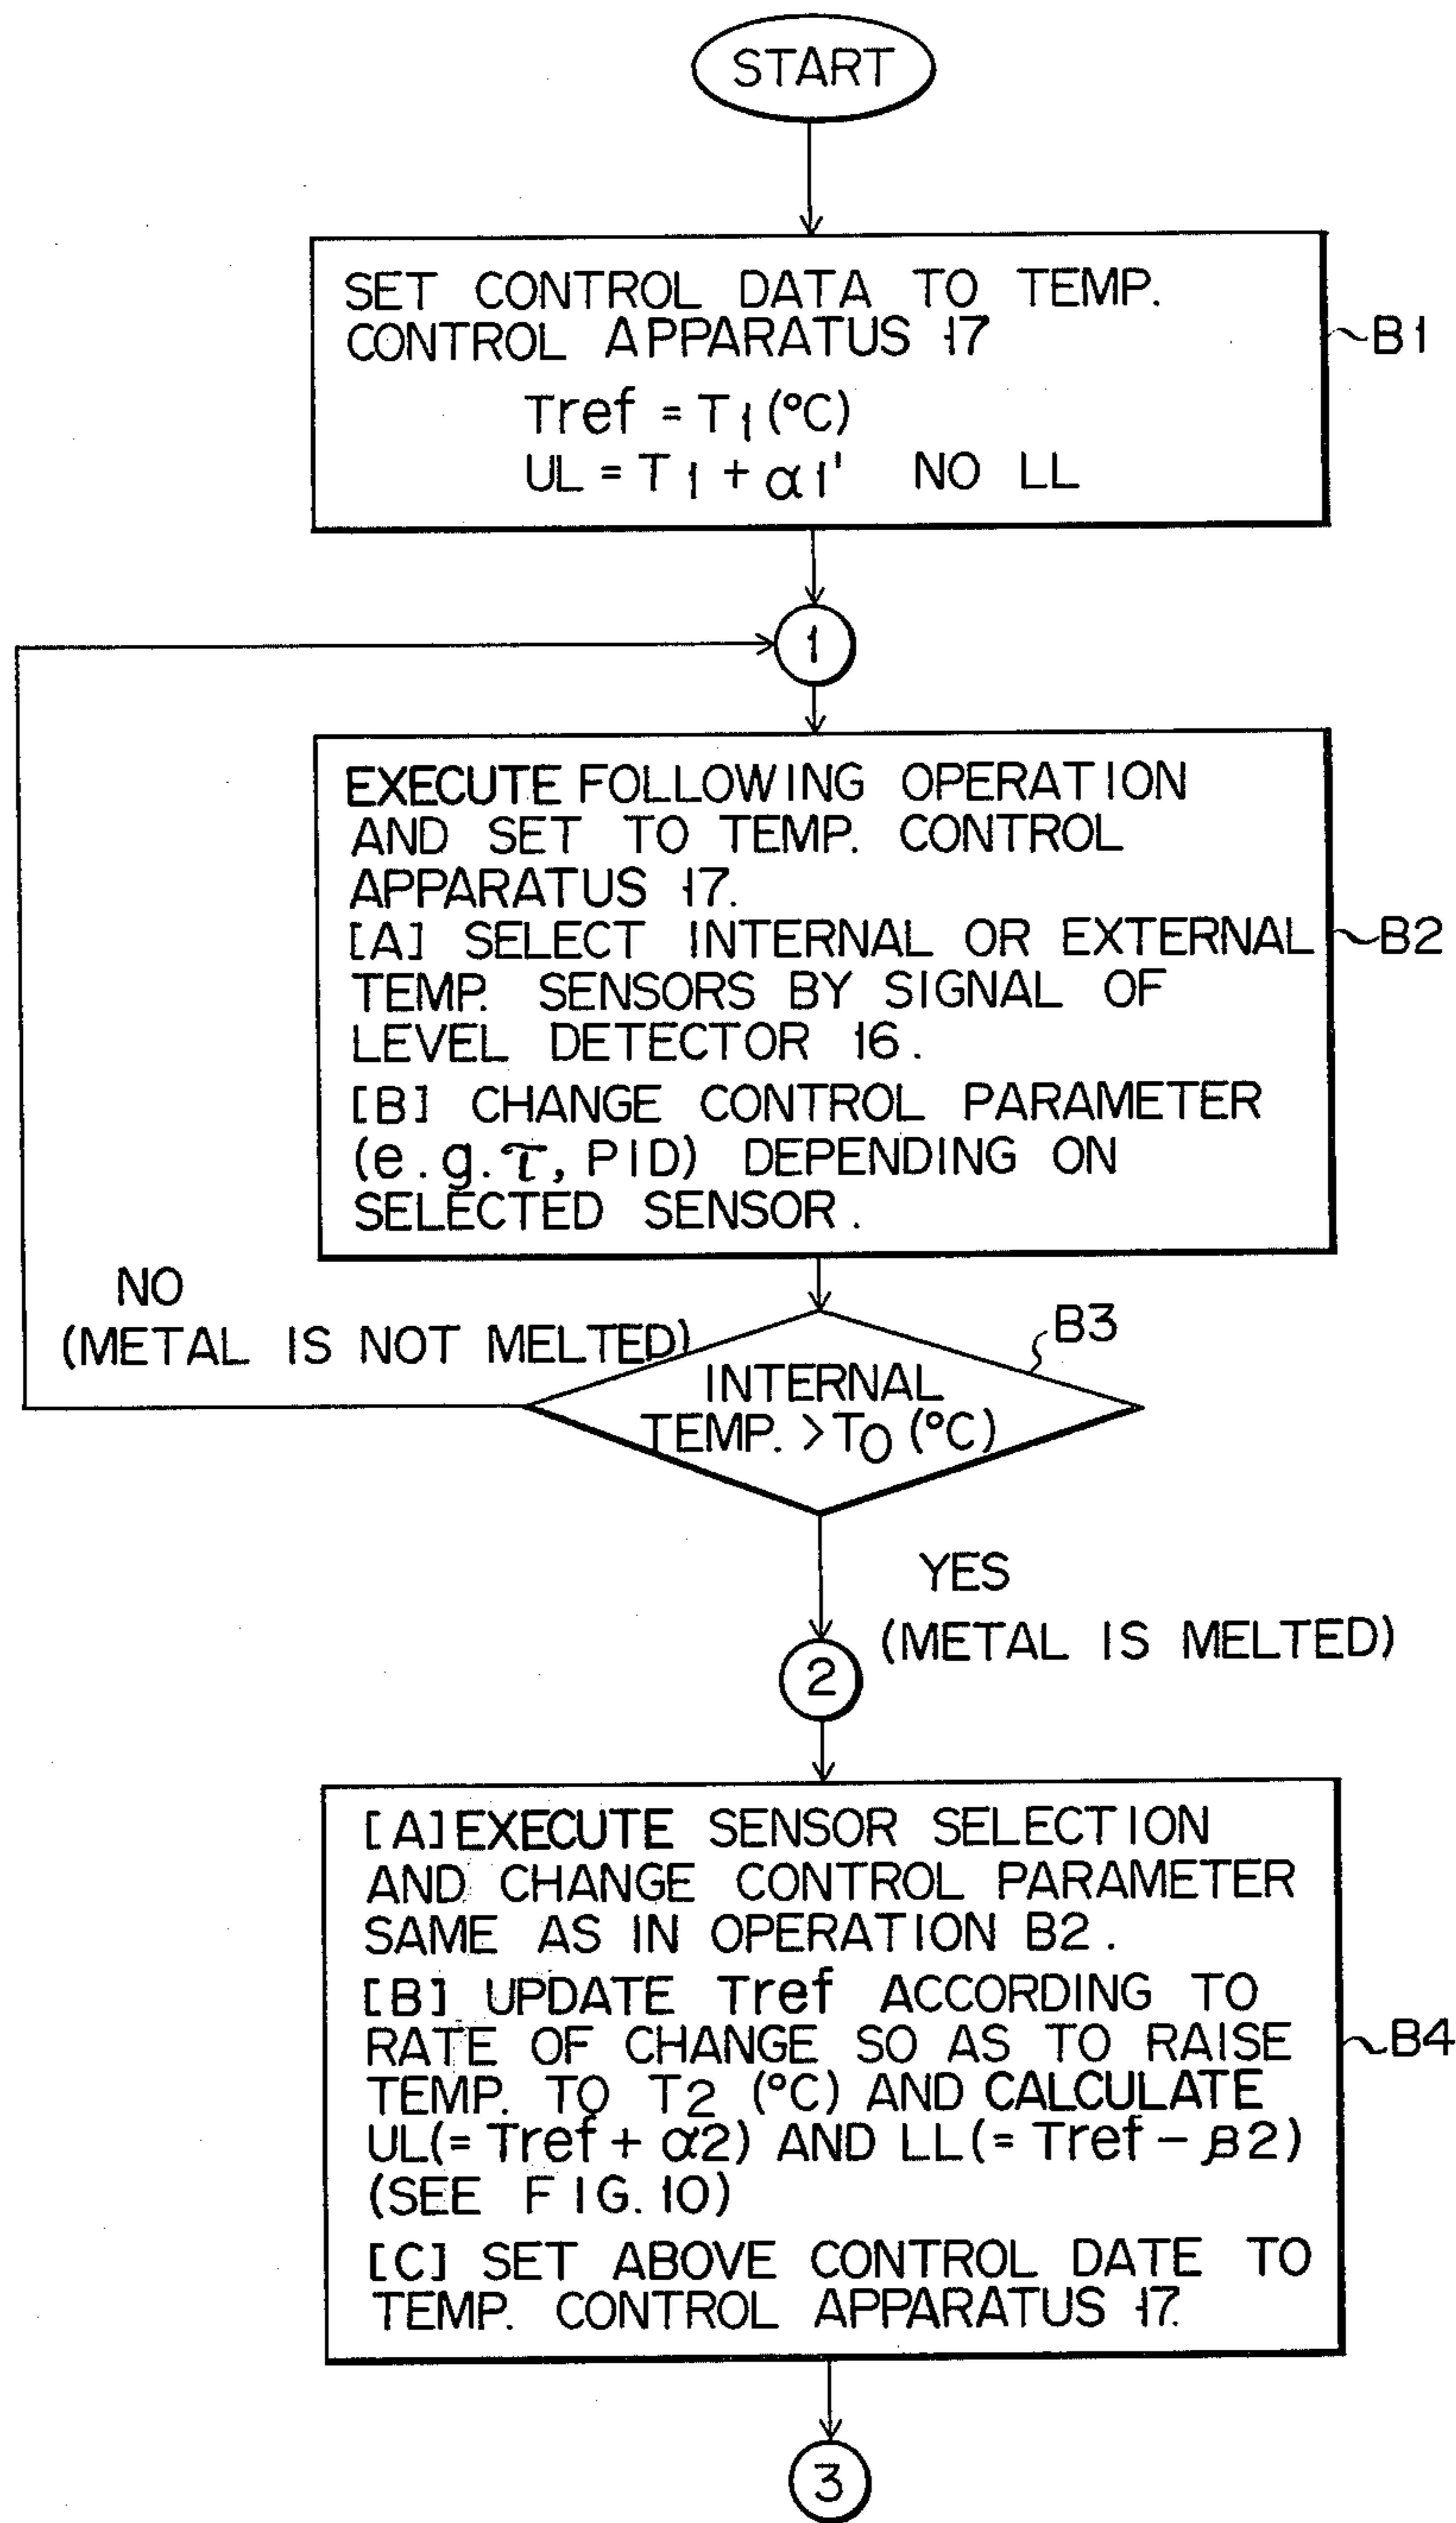 START
SET CONTROL DATA TO TEMP.
CONTROL APPARATUS 17
Tref = T1 (°C)
UL = T1 + α1' NO LL
B1
1
EXECUTE FOLLOWING OPERATION
AND SET TO TEMP. CONTROL
APPARATUS 17.
[A] SELECT INTERNAL OR EXTERNAL
TEMP. SENSORS BY SIGNAL OF
LEVEL DETECTOR 16.
[B] CHANGE CONTROL PARAMETER
(e.g. τ, PID) DEPENDING ON
SELECTED SENSOR.
B2
NO
(METAL IS NOT MELTED)
B3
INTERNAL
TEMP. > T0 (°C)
YES
(METAL IS MELTED)
2
[A] EXECUTE SENSOR SELECTION
AND CHANGE CONTROL PARAMETER
SAME AS IN OPERATION B2.
[B] UPDATE Tref ACCORDING TO
RATE OF CHANGE SO AS TO RAISE
TEMP. TO T2 (°C) AND CALCULATE
UL(= Tref + α2) AND LL(= Tref - β2)
(SEE FIG. 10)
[C] SET ABOVE CONTROL DATE TO
TEMP. CONTROL APPARATUS 17.
B4
3